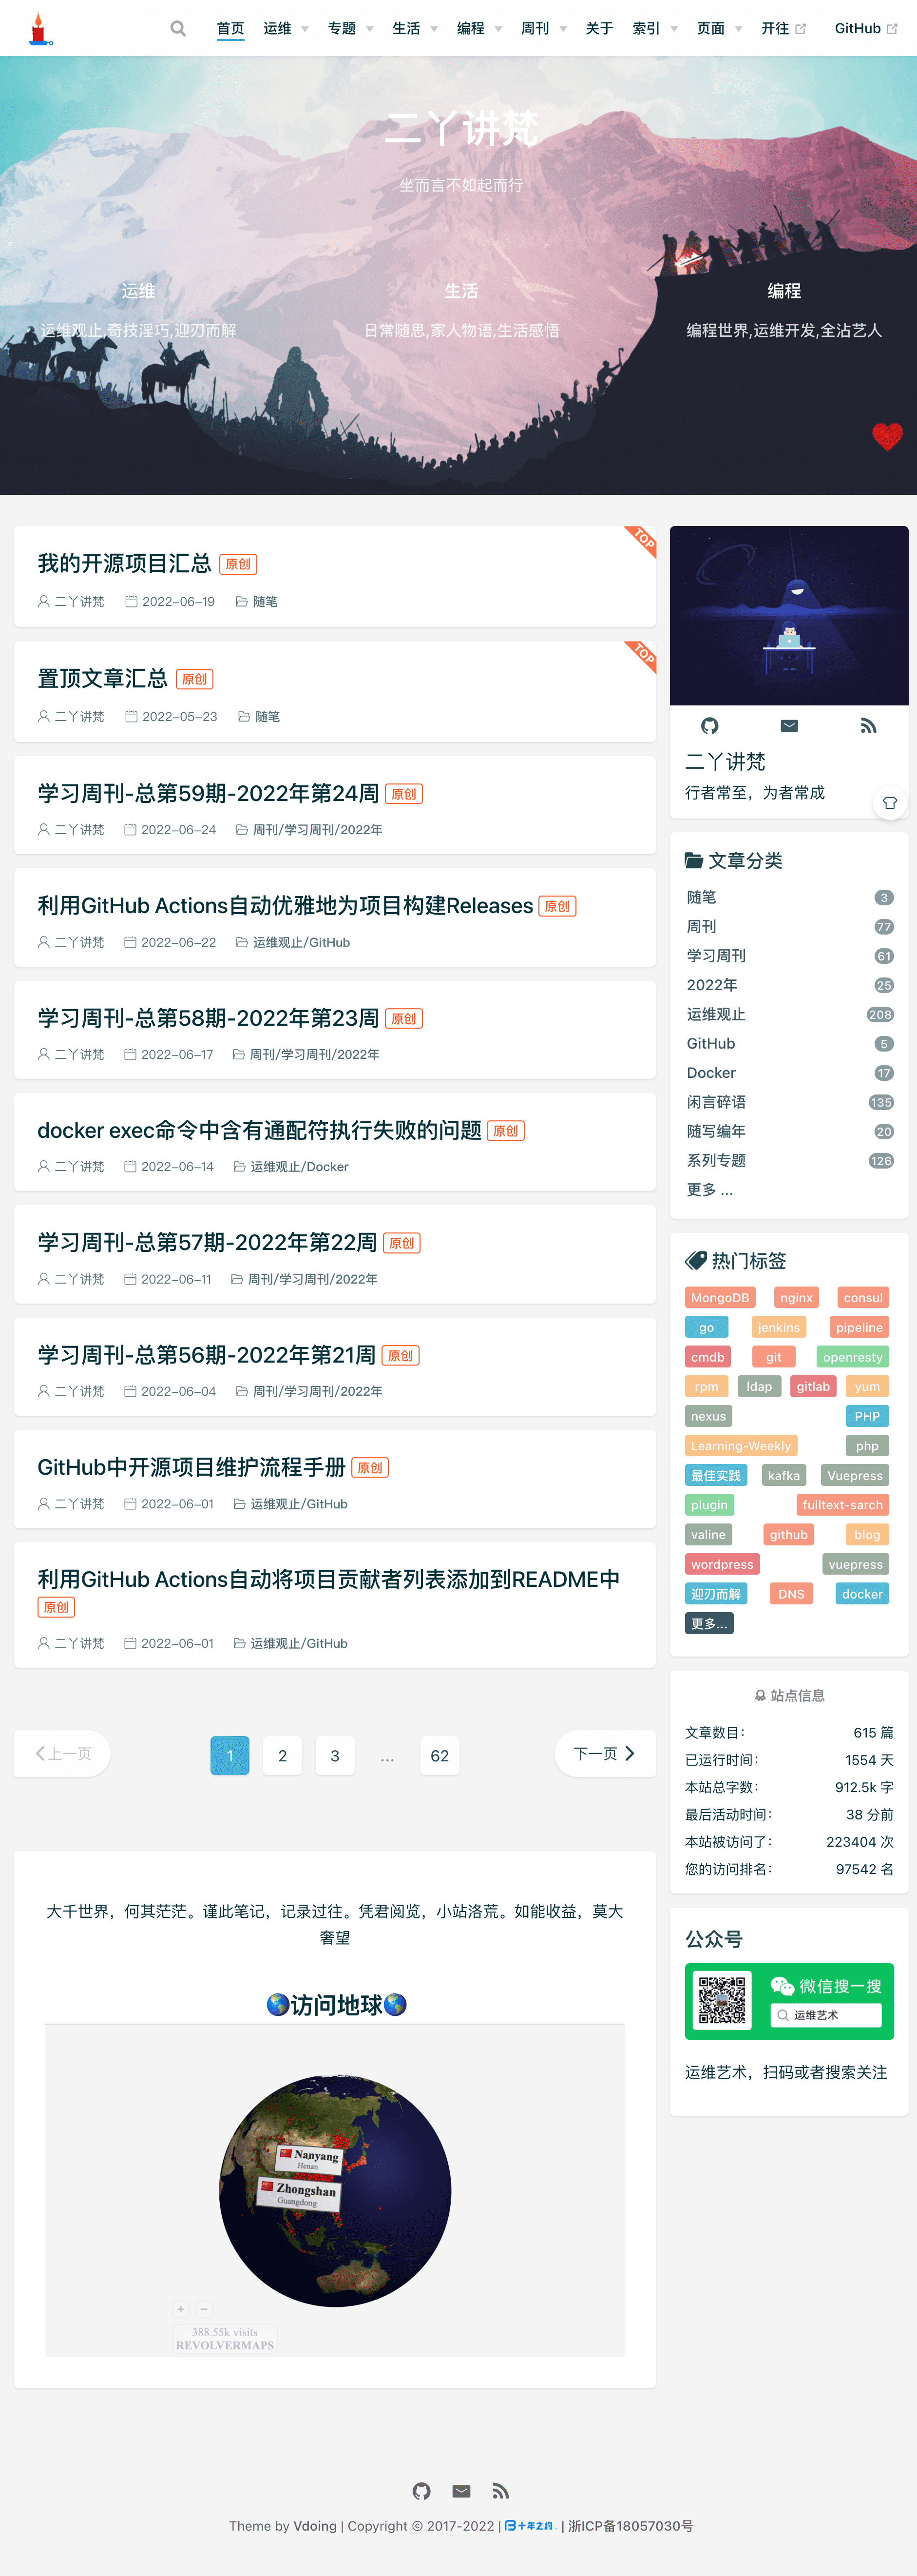 首页 运维 专题 生活 编程 周刊 关于 索引 页面 开往 GitHub
二丫讲梵
坐而言不如起而行
运维 生活 编程
运维观止,奇技淫巧,迎刃而解 日常随思,家人物语,生活感悟 编程世界,运维开发,全沾艺人
TOP
我的开源项目汇总 原创
二丫讲梵 2022-06-19 随笔
TOP
置顶文章汇总 原创
二丫讲梵 2022-05-23 随笔
学习周刊-总第59期-2022年第24周 原创
二丫讲梵 2022-06-24 周刊/学习周刊/2022年
利用GitHub Actions自动优雅地为项目构建Releases 原创
二丫讲梵 2022-06-22 运维观止/GitHub
学习周刊-总第58期-2022年第23周 原创
二丫讲梵 2022-06-17 周刊/学习周刊/2022年
docker exec命令中含有通配符执行失败的问题 原创
二丫讲梵 2022-06-14 运维观止/Docker
学习周刊-总第57期-2022年第22周 原创
二丫讲梵 2022-06-11 周刊/学习周刊/2022年
学习周刊-总第56期-2022年第21周 原创
二丫讲梵 2022-06-04 周刊/学习周刊/2022年
GitHub中开源项目维护流程手册 原创
二丫讲梵 2022-06-01 运维观止/GitHub
利用GitHub Actions自动将项目贡献者列表添加到README中
原创
二丫讲梵 2022-06-01 运维观止/GitHub
上一页 1 2 3 ... 62 下一页
大千世界，何其茫茫。谨此笔记，记录过往。凭君阅览，小站洛荒。如能收益，莫大
奢望
🌏访问地球🌏
Nanyang
Henan
Zhongshan
Guangdong
+ −
388.55k visits
REVOLVERMAPS
二丫讲梵
行者常至，为者常成
文章分类
随笔 3
周刊 77
学习周刊 61
2022年 25
运维观止 208
GitHub 5
Docker 17
闲言碎语 135
随写编年 20
系列专题 126
更多 ...
热门标签
MongoDB nginx consul
go jenkins pipeline
cmdb git openresty
rpm ldap gitlab yum
nexus PHP
Learning-Weekly php
最佳实践 kafka Vuepress
plugin fulltext-sarch
valine github blog
wordpress vuepress
迎刃而解 DNS docker
更多...
站点信息
文章数目： 615 篇
已运行时间： 1554 天
本站总字数： 912.5k 字
最后活动时间： 38 分前
本站被访问了： 223404 次
您的访问排名： 97542 名
公众号
微信搜一搜
运维艺术
运维艺术，扫码或者搜索关注
Theme by Vdoing | Copyright © 2017-2022 | 十年之约 | 浙ICP备18057030号